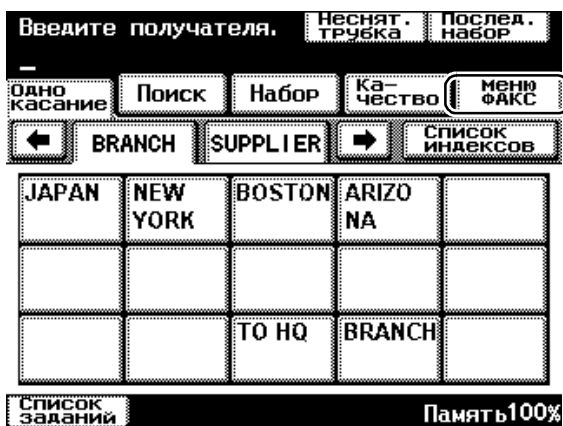 Введите получателя.
Неснят.
трубка
Послед.
набор
Одно
касание
Поиск
Набор
Ка-
чество
Меню
ФАКС
BRANCH
SUPPLIER
Список
индексов
JAPAN
NEW
YORK
BOSTON
ARIZO
NA
TO HQ
BRANCH
Список
заданий
Память100%